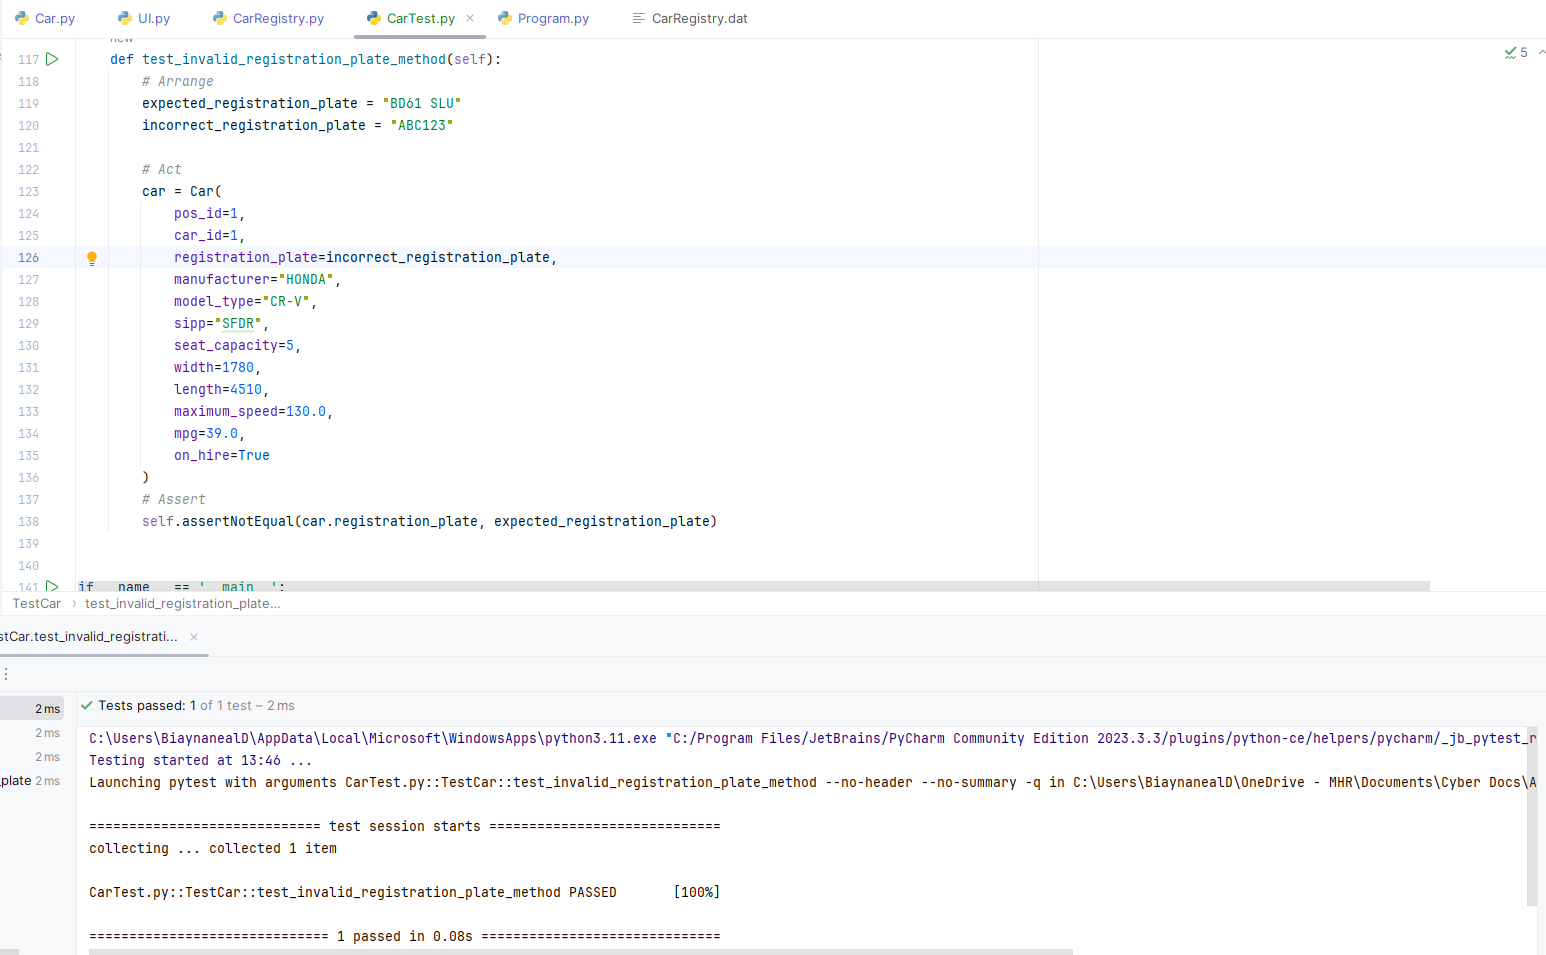 Car.py UI.py CarRegistry.py CarTest.py × Program.py CarRegistry.dat
new
117 def test_invalid_registration_plate_method(self): 5
118 # Arrange
119 expected_registration_plate = "BD61 SLU"
120 incorrect_registration_plate = "ABC123"
121
122 # Act
123 car = Car(
124 pos_id=1,
125 car_id=1,
126 registration_plate=incorrect_registration_plate,
127 manufacturer="HONDA",
128 model_type="CR-V",
129 sipp="SFDR",
130 seat_capacity=5,
131 width=1780,
132 length=4510,
133 maximum_speed=130.0,
134 mpg=39.0,
135 on_hire=True
136 )
137 # Assert
138 self.assertNotEqual(car.registration_plate, expected_registration_plate)
139
140
141 if __name__ == '__main__':
TestCar › test_invalid_registration_plate...
stCar.test_invalid_registrati... ×
2 ms Tests passed: 1 of 1 test – 2 ms
2 ms
2 ms
_plate 2 ms
C:\Users\BiaynanealD\AppData\Local\Microsoft\WindowsApps\python3.11.exe "C:/Program Files/JetBrains/PyCharm Community Edition 2023.3.3/plugins/python-ce/helpers/pycharm/_jb_pytest_r
Testing started at 13:46 ...
Launching pytest with arguments CarTest.py::TestCar::test_invalid_registration_plate_method --no-header --no-summary -q in C:\Users\BiaynanealD\OneDrive - MHR\Documents\Cyber Docs\A
============================= test session starts =============================
collecting ... collected 1 item
CarTest.py::TestCar::test_invalid_registration_plate_method PASSED [100%]
============================== 1 passed in 0.08s ==============================